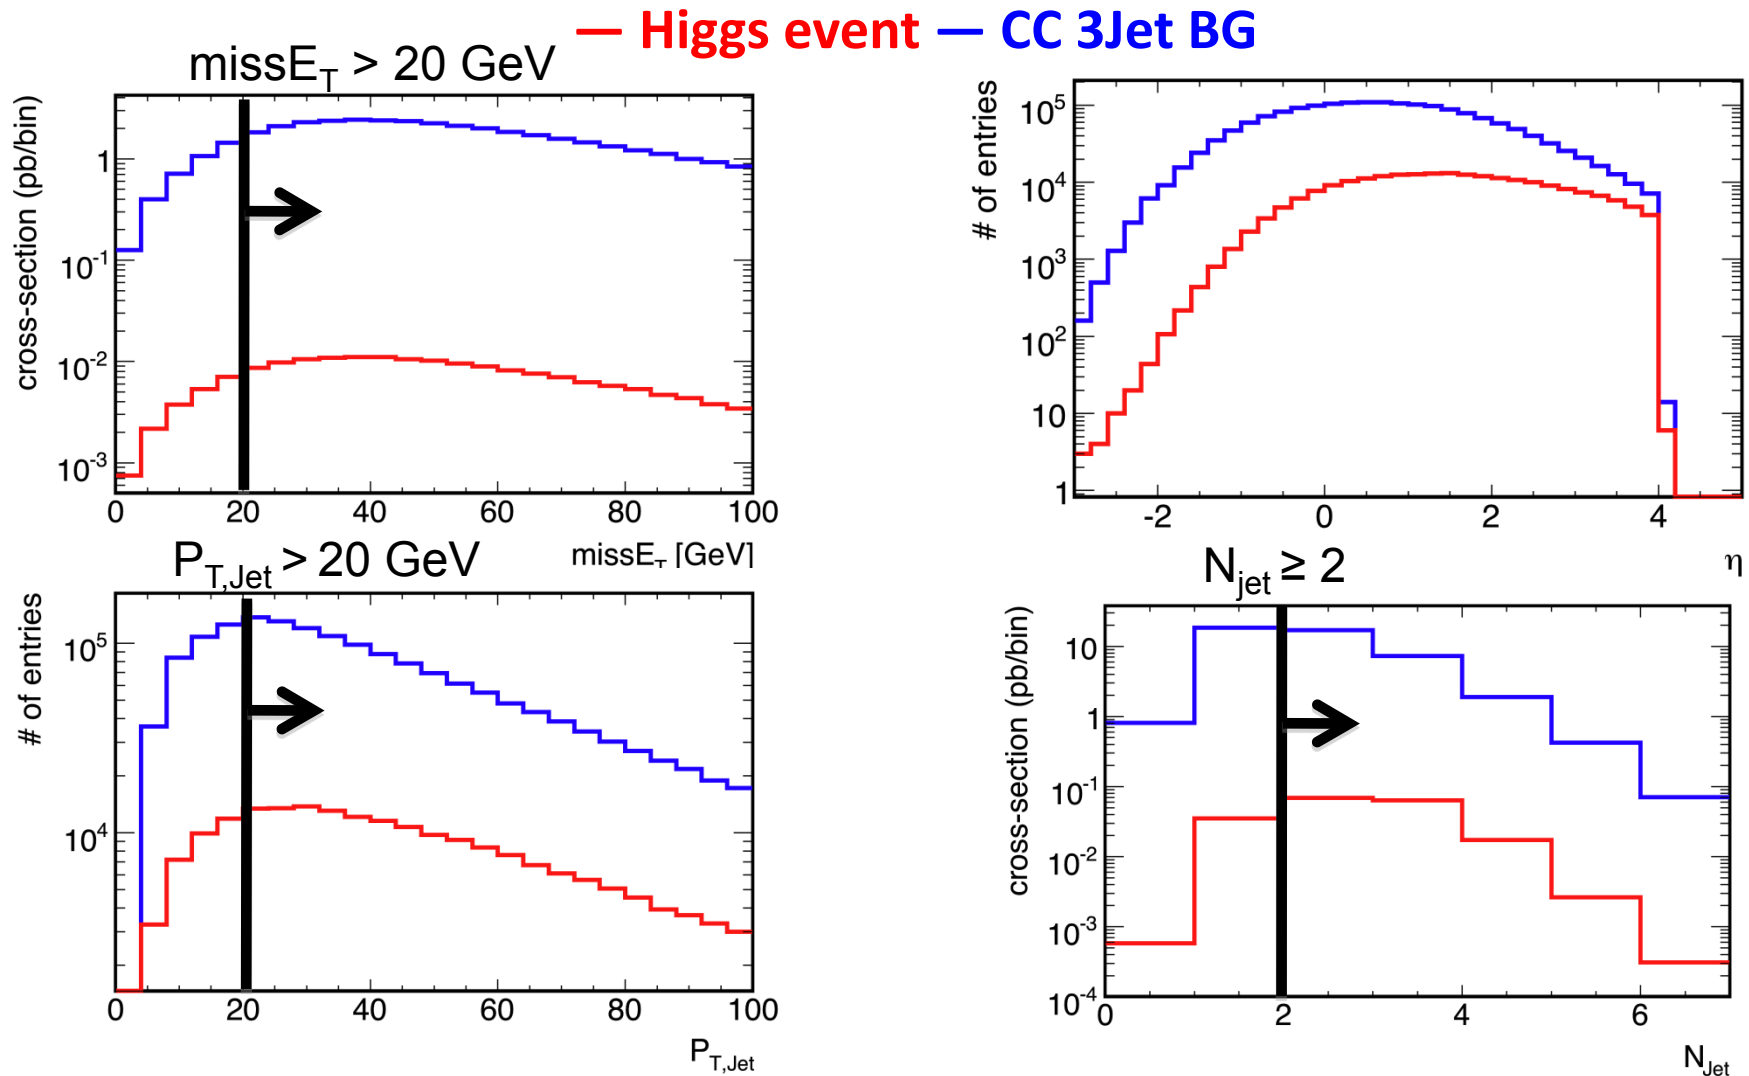 — Higgs event — CC 3Jet BG
missE_T > 20 GeV
cross-section (pb/bin)
1
10^-1
10^-2
10^-3
0 20 40 60 80 100
missE_T [GeV]
# of entries
10^5
10^4
10^3
10^2
10
1
-2 0 2 4
η
P_T,Jet > 20 GeV
# of entries
10^5
10^4
0 20 40 60 80 100
P_T,Jet
N_jet ≥ 2
cross-section (pb/bin)
10
1
10^-1
10^-2
10^-3
10^-4
0 2 4 6
N_Jet